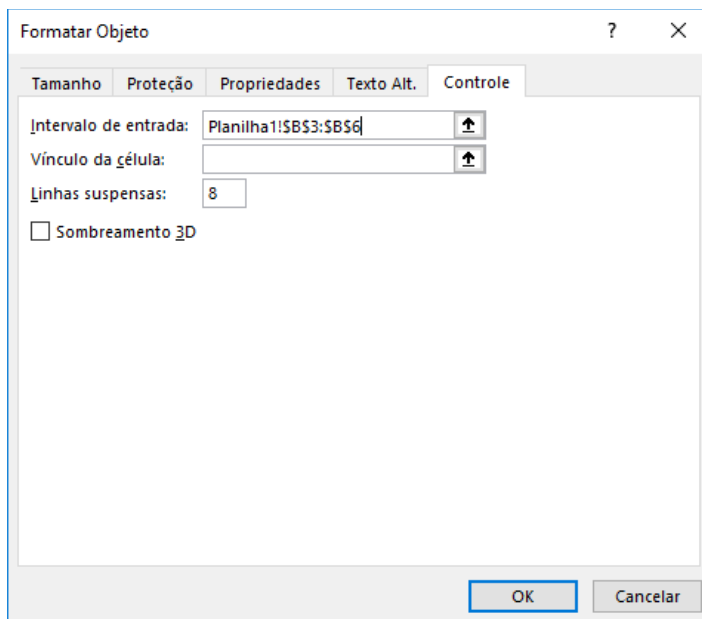 Formatar Objeto ? X
Tamanho Proteção Propriedades Texto Alt. Controle
Intervalo de entrada: Planilha1!$B$3:$B$6
Vínculo da célula:
Linhas suspensas: 8
Sombreamento 3D
OK Cancelar